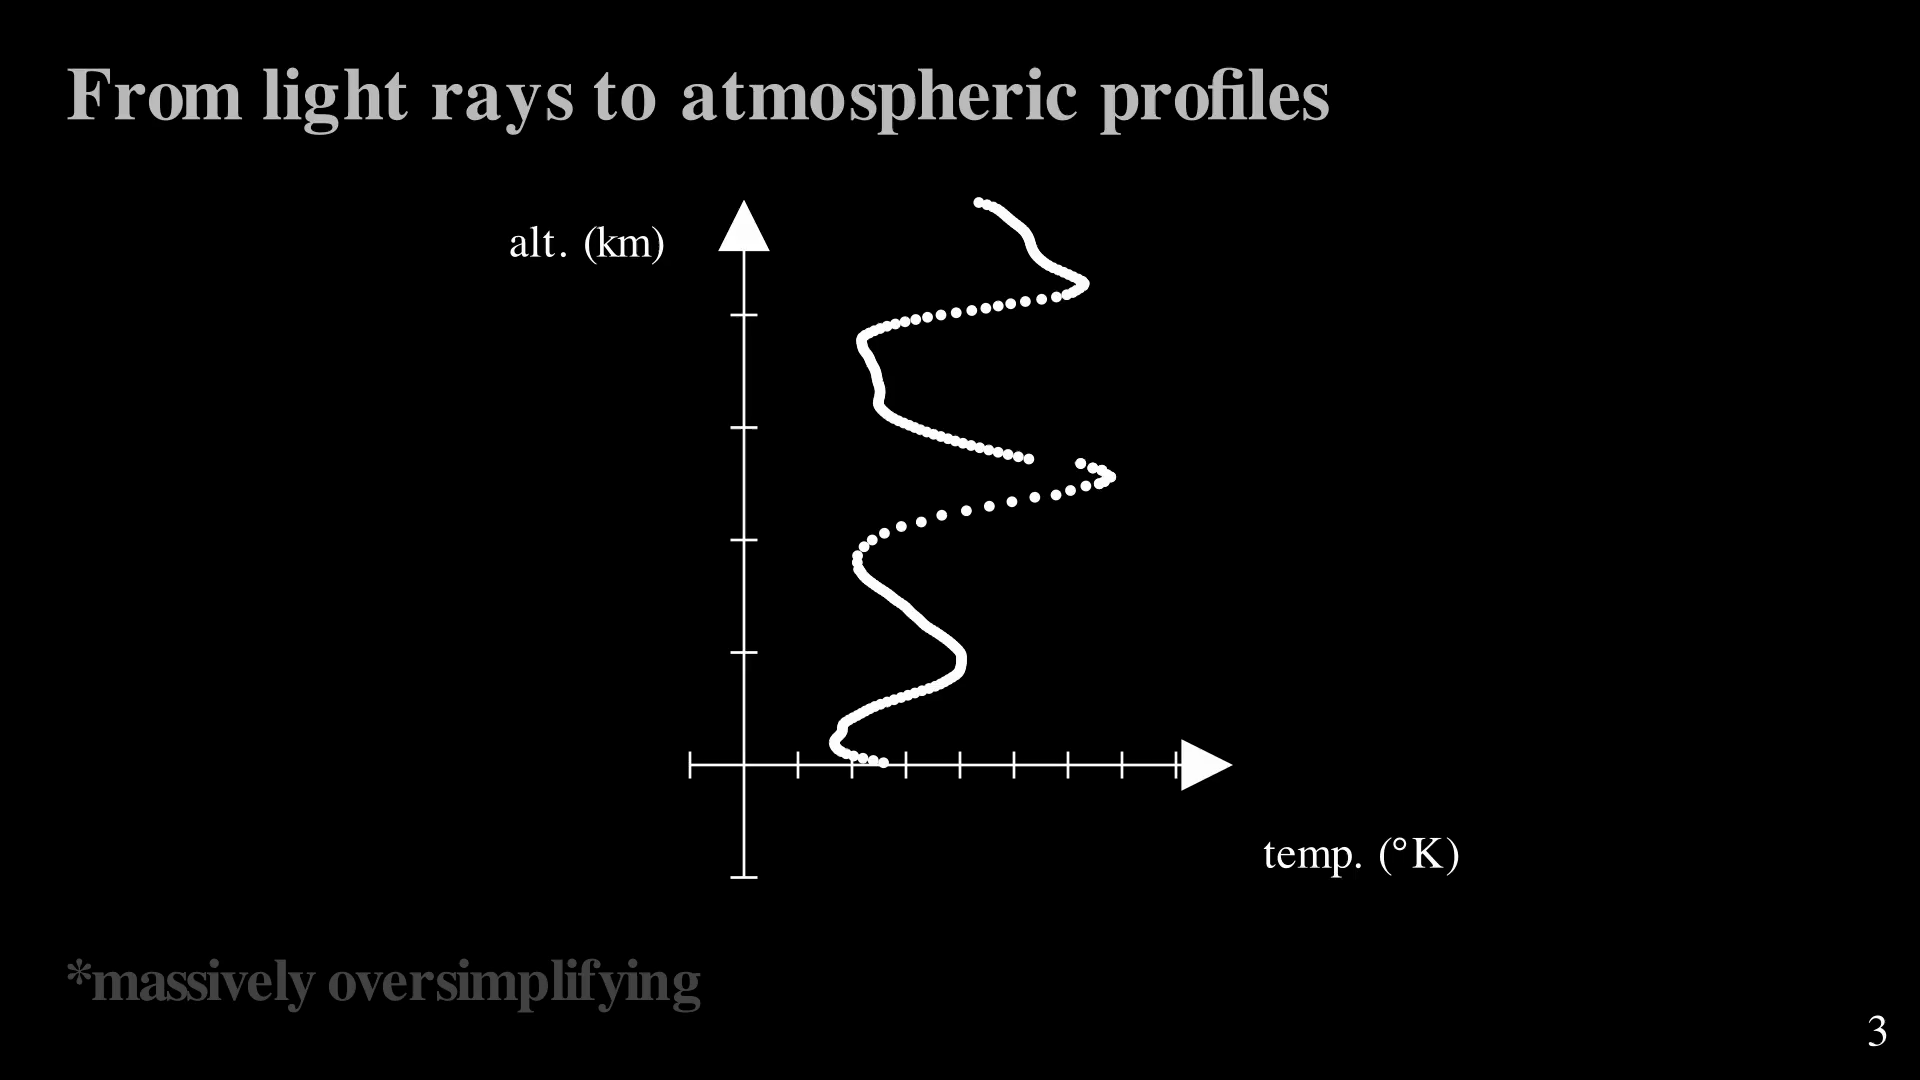 From light rays to atmospheric profiles
alt. (km)
temp. (°K)
*massively oversimplifying
3